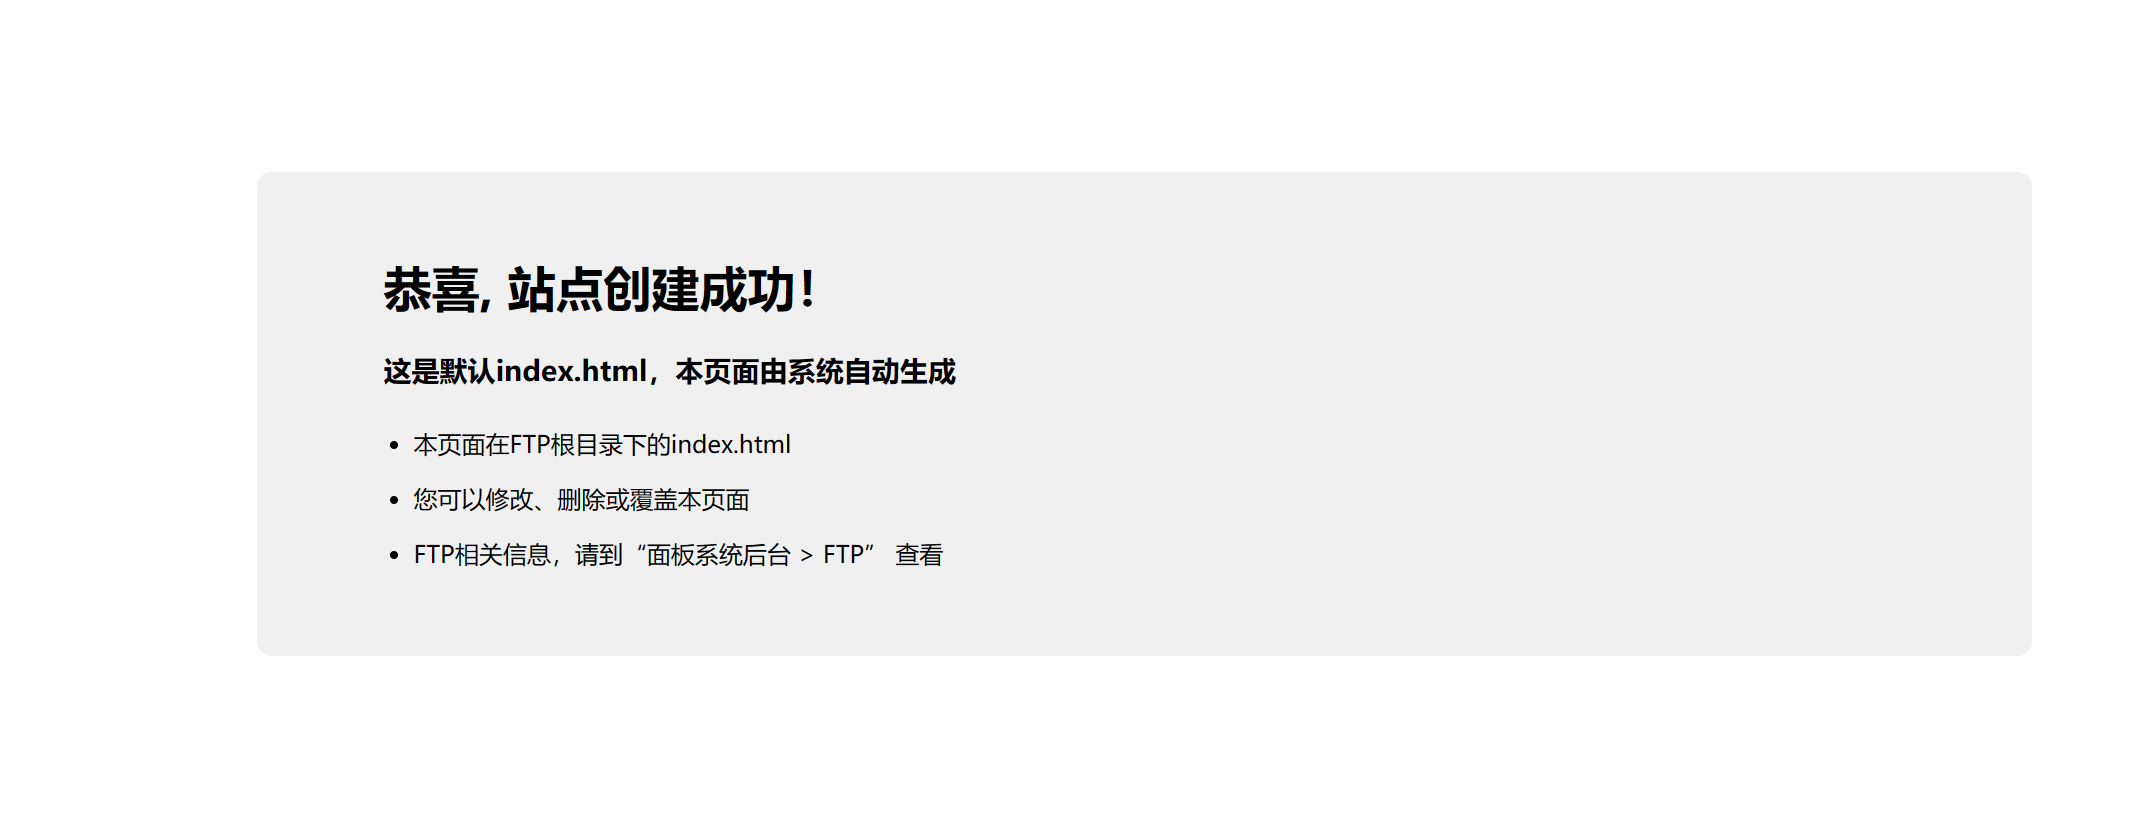 恭喜, 站点创建成功！
这是默认index.html，本页面由系统自动生成
本页面在FTP根目录下的index.html
您可以修改、删除或覆盖本页面
FTP相关信息，请到“面板系统后台 > FTP” 查看